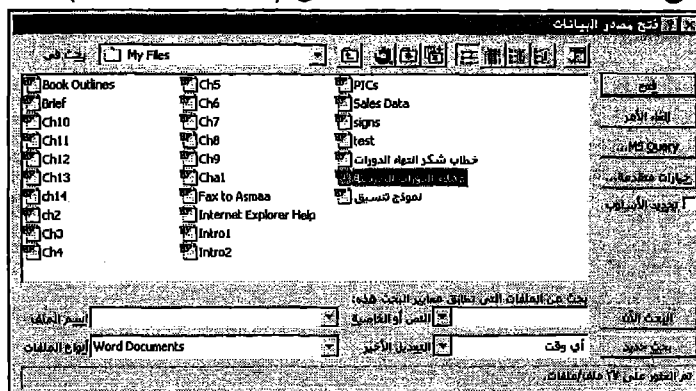 فتح مصدر البيانات
بحث في: My Files
Book Outlines
Brief
Ch10
Ch11
Ch12
Ch13
ch14
ch2
Ch3
Ch4
Ch5
Ch6
Ch7
Ch8
Ch9
Cha1
Fax to Asmaa
Internet Explorer Help
Intro1
Intro2
PICs
Sales Data
signs
test
خطاب شكر انتهاء الدورات
الدورات
نموذج تنسيق
فتح
إلغاء الأمر
MS Query...
خيارات متقدمة...
تحديد الأسلوب
بحث عن الملفات التي تطابق معايير البحث هذه:
اسم الملف:
النص أو الخاصية
البحث الآن
أنواع الملفات: Word Documents
التعديل الأخير
أي وقت
بحث جديد
تم العثور على ٢٧ ملف/ملفات.